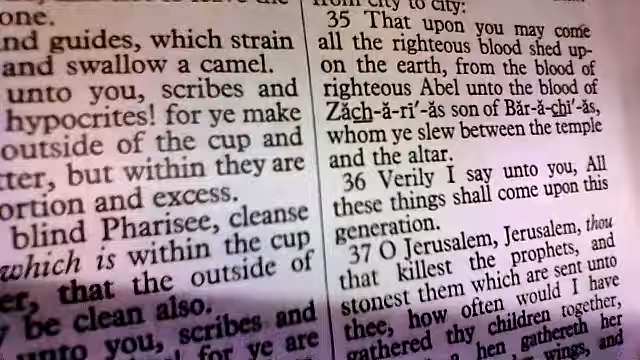 one.
nd guides, which strain
and swallow a camel.
unto you, scribes and
hypocrites! for ye make
outside of the cup and
tter, but within they are
ortion and excess.
blind Pharisee, cleanse
which is within the cup
er, that the outside of
be clean also.
unto you, scribes and
for ye are
from city to city:
35 That upon you may come
all the righteous blood shed up-
on the earth, from the blood of
righteous Abel unto the blood of
Zăch-ă-rī′-ăs son of Băr-ă-chī′-ăs,
whom ye slew between the temple
and the altar.
36 Verily I say unto you, All
these things shall come upon this
generation.
37 O Jerusalem, Jerusalem, thou
that killest the prophets, and
stonest them which are sent unto
thee, how often would I have
gathered thy children together,
hen gathereth her
wings, and